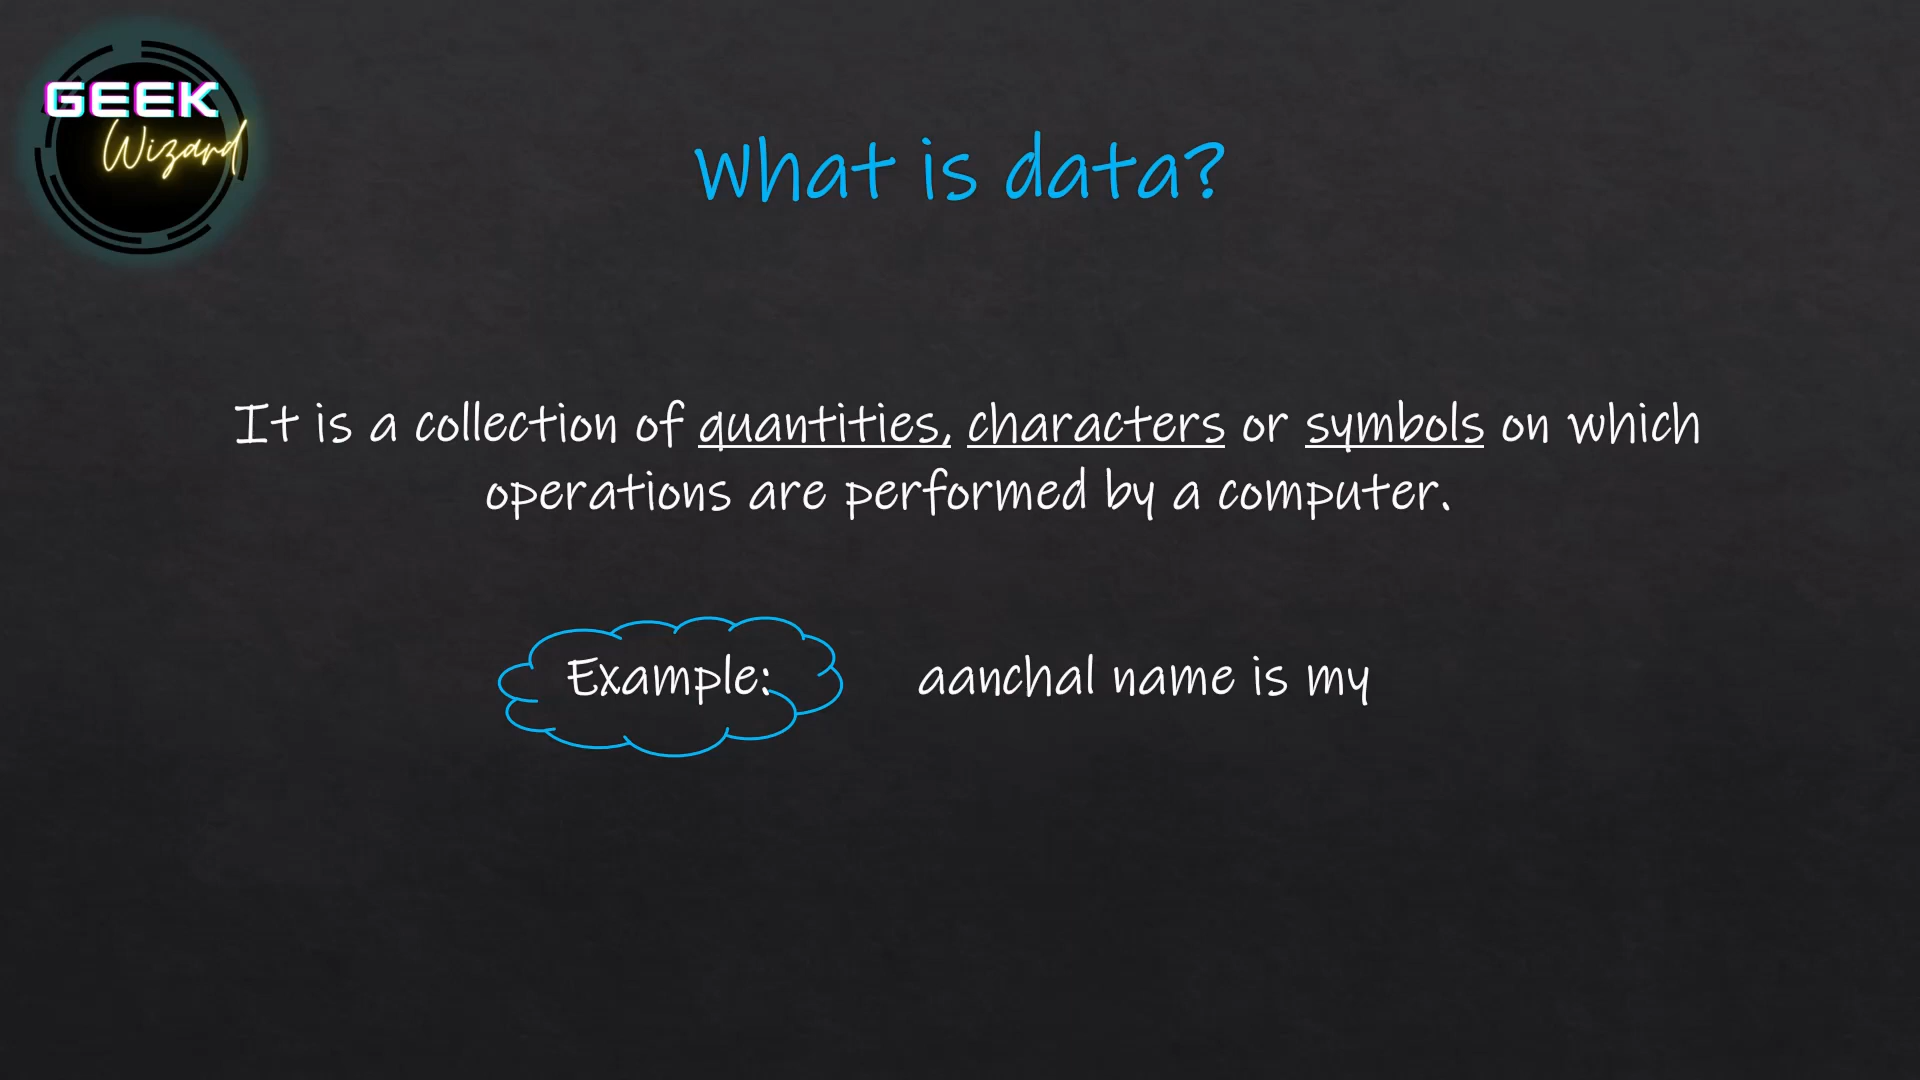 GEEK
Wizard
What is data?
It is a collection of quantities, characters or symbols on which
operations are performed by a computer.
Example: aanchal name is my